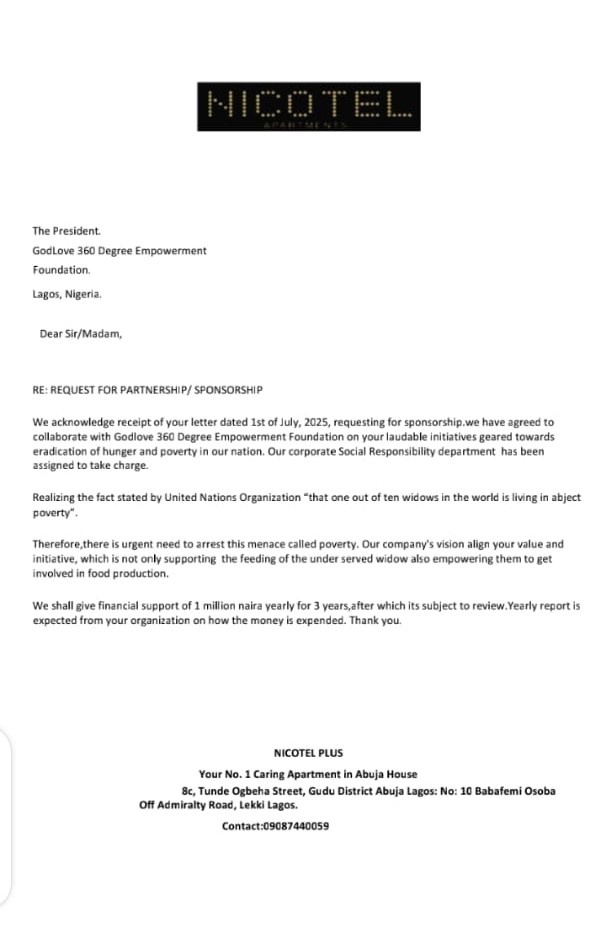 NICOTEL
APARTMENTS
The President.
GodLove 360 Degree Empowerment
Foundation.
Lagos, Nigeria.
Dear Sir/Madam,
RE: REQUEST FOR PARTNERSHIP/ SPONSORSHIP
We acknowledge receipt of your letter dated 1st of July, 2025, requesting for sponsorship.we have agreed to
collaborate with Godlove 360 Degree Empowerment Foundation on your laudable initiatives geared towards
eradication of hunger and poverty in our nation. Our corporate Social Responsibility department has been
assigned to take charge.
Realizing the fact stated by United Nations Organization "that one out of ten widows in the world is living in abject
poverty".
Therefore,there is urgent need to arrest this menace called poverty. Our company's vision align your value and
initiative, which is not only supporting the feeding of the under served widow also empowering them to get
involved in food production.
We shall give financial support of 1 million naira yearly for 3 years,after which its subject to review.Yearly report is
expected from your organization on how the money is expended. Thank you.
NICOTEL PLUS
Your No. 1 Caring Apartment in Abuja House
8c, Tunde Ogbeha Street, Gudu District Abuja Lagos: No: 10 Babafemi Osoba
Off Admiralty Road, Lekki Lagos.
Contact:09087440059